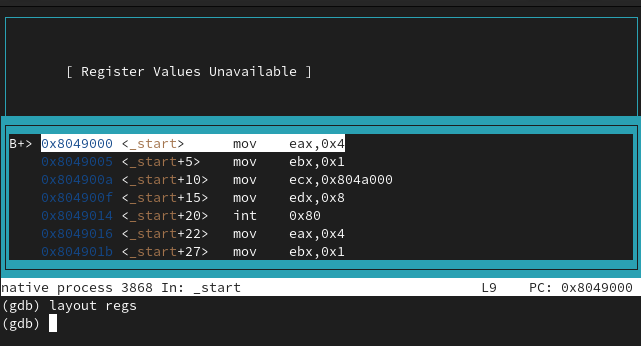 [ Register Values Unavailable ]
B+> 0x8049000 <_start> mov eax,0x4
0x8049005 <_start+5> mov ebx,0x1
0x804900a <_start+10> mov ecx,0x804a000
0x804900f <_start+15> mov edx,0x8
0x8049014 <_start+20> int 0x80
0x8049016 <_start+22> mov eax,0x4
0x804901b <_start+27> mov ebx,0x1
native process 3868 In: _start L9 PC: 0x8049000
(gdb) layout regs
(gdb)